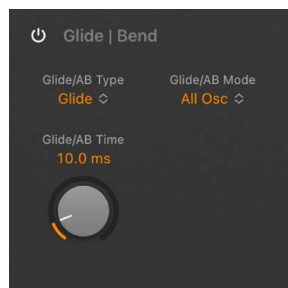 Glide | Bend
Glide/AB Type
Glide
Glide/AB Mode
All Osc
Glide/AB Time
10.0 ms